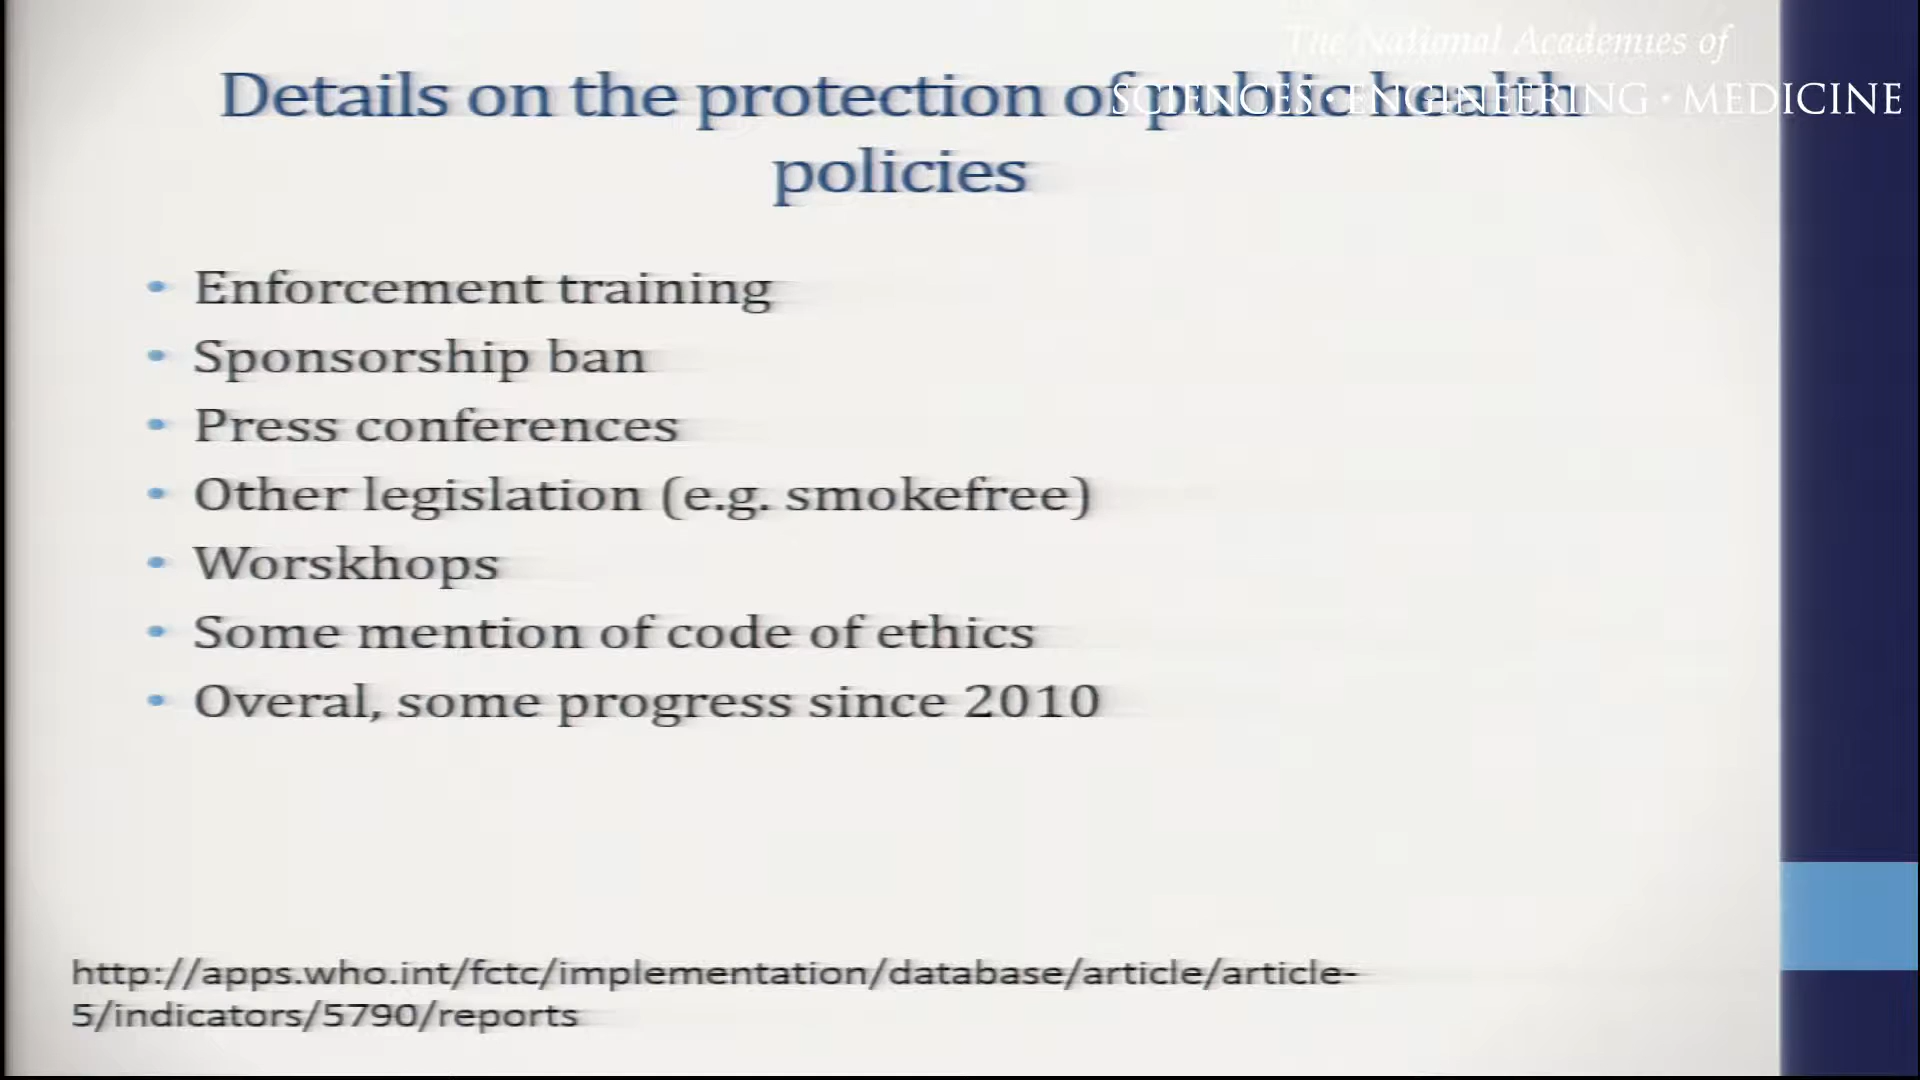 The National Academies of
SCIENCES · ENGINEERING · MEDICINE
Details on the protection of public health
policies
• Enforcement training
• Sponsorship ban
• Press conferences
• Other legislation (e.g. smokefree)
• Worskhops
• Some mention of code of ethics
• Overal, some progress since 2010
http://apps.who.int/fctc/implementation/database/article/article-
5/indicators/5790/reports